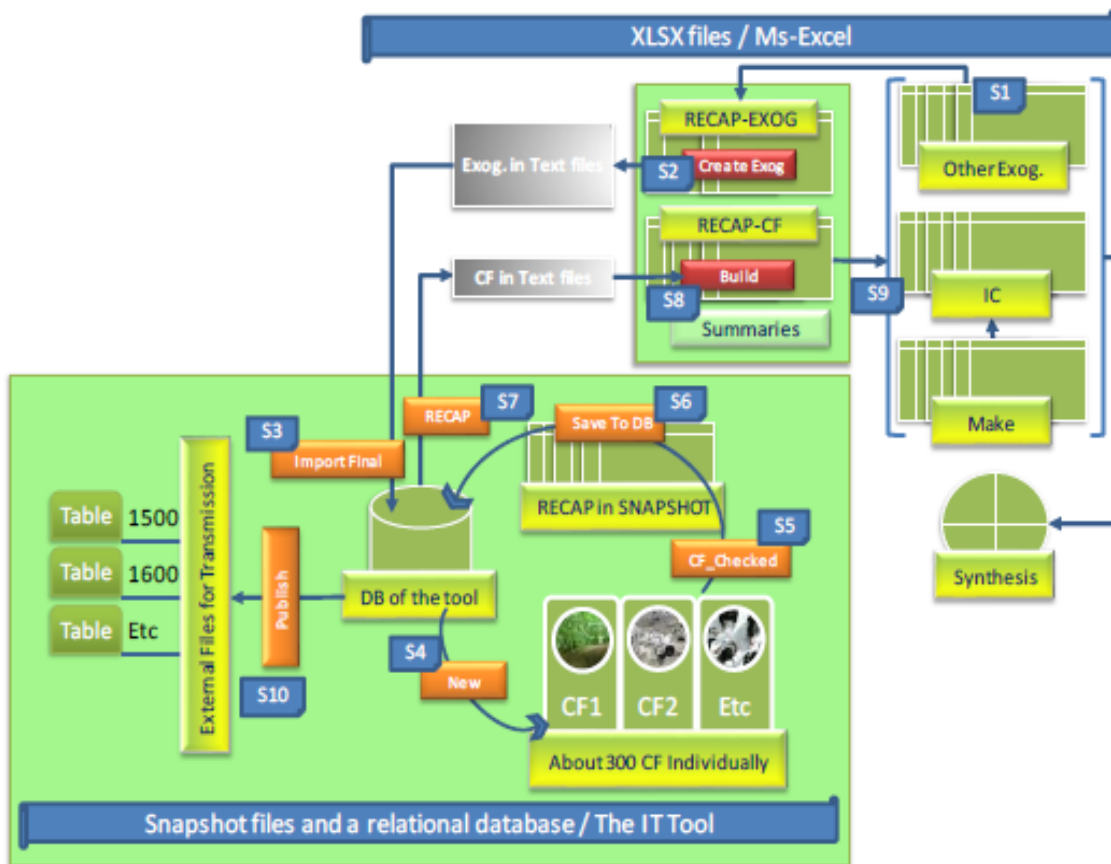 XLSX files / Ms-Excel
S1
RECAP-EXOG
Exog. in Text files
S2
Create Exog
Other Exog.
RECAP-CF
CF in Text files
Build
S8
S9
IC
Summaries
Make
S3
RECAP
S7
Save To DB
S6
Import Final
RECAP in SNAPSHOT
S5
CF_Checked
Table 1500
Table 1600
Table Etc
External Files for Transmission
Publish
S10
DB of the tool
S4
New
CF1
CF2
Etc
About 300 CF Individually
Synthesis
Snapshot files and a relational database / The IT Tool